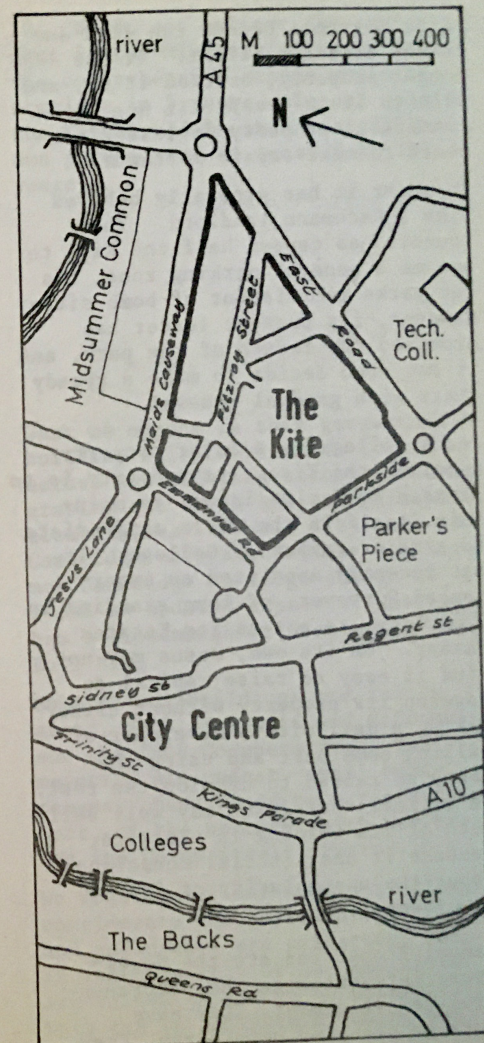 river
A45
M 100 200 300 400
N
Midsummer Common
Maids Causeway
Fitzroy Street
EAST
Road
Tech.
Coll.
The
Kite
Emmanuel Rd
Parkside
Parker's
Piece
Jesus Lane
Regent St
Sidney St
City Centre
Trinity St
Kings Parade
A10
Colleges
river
The Backs
Queens Rd